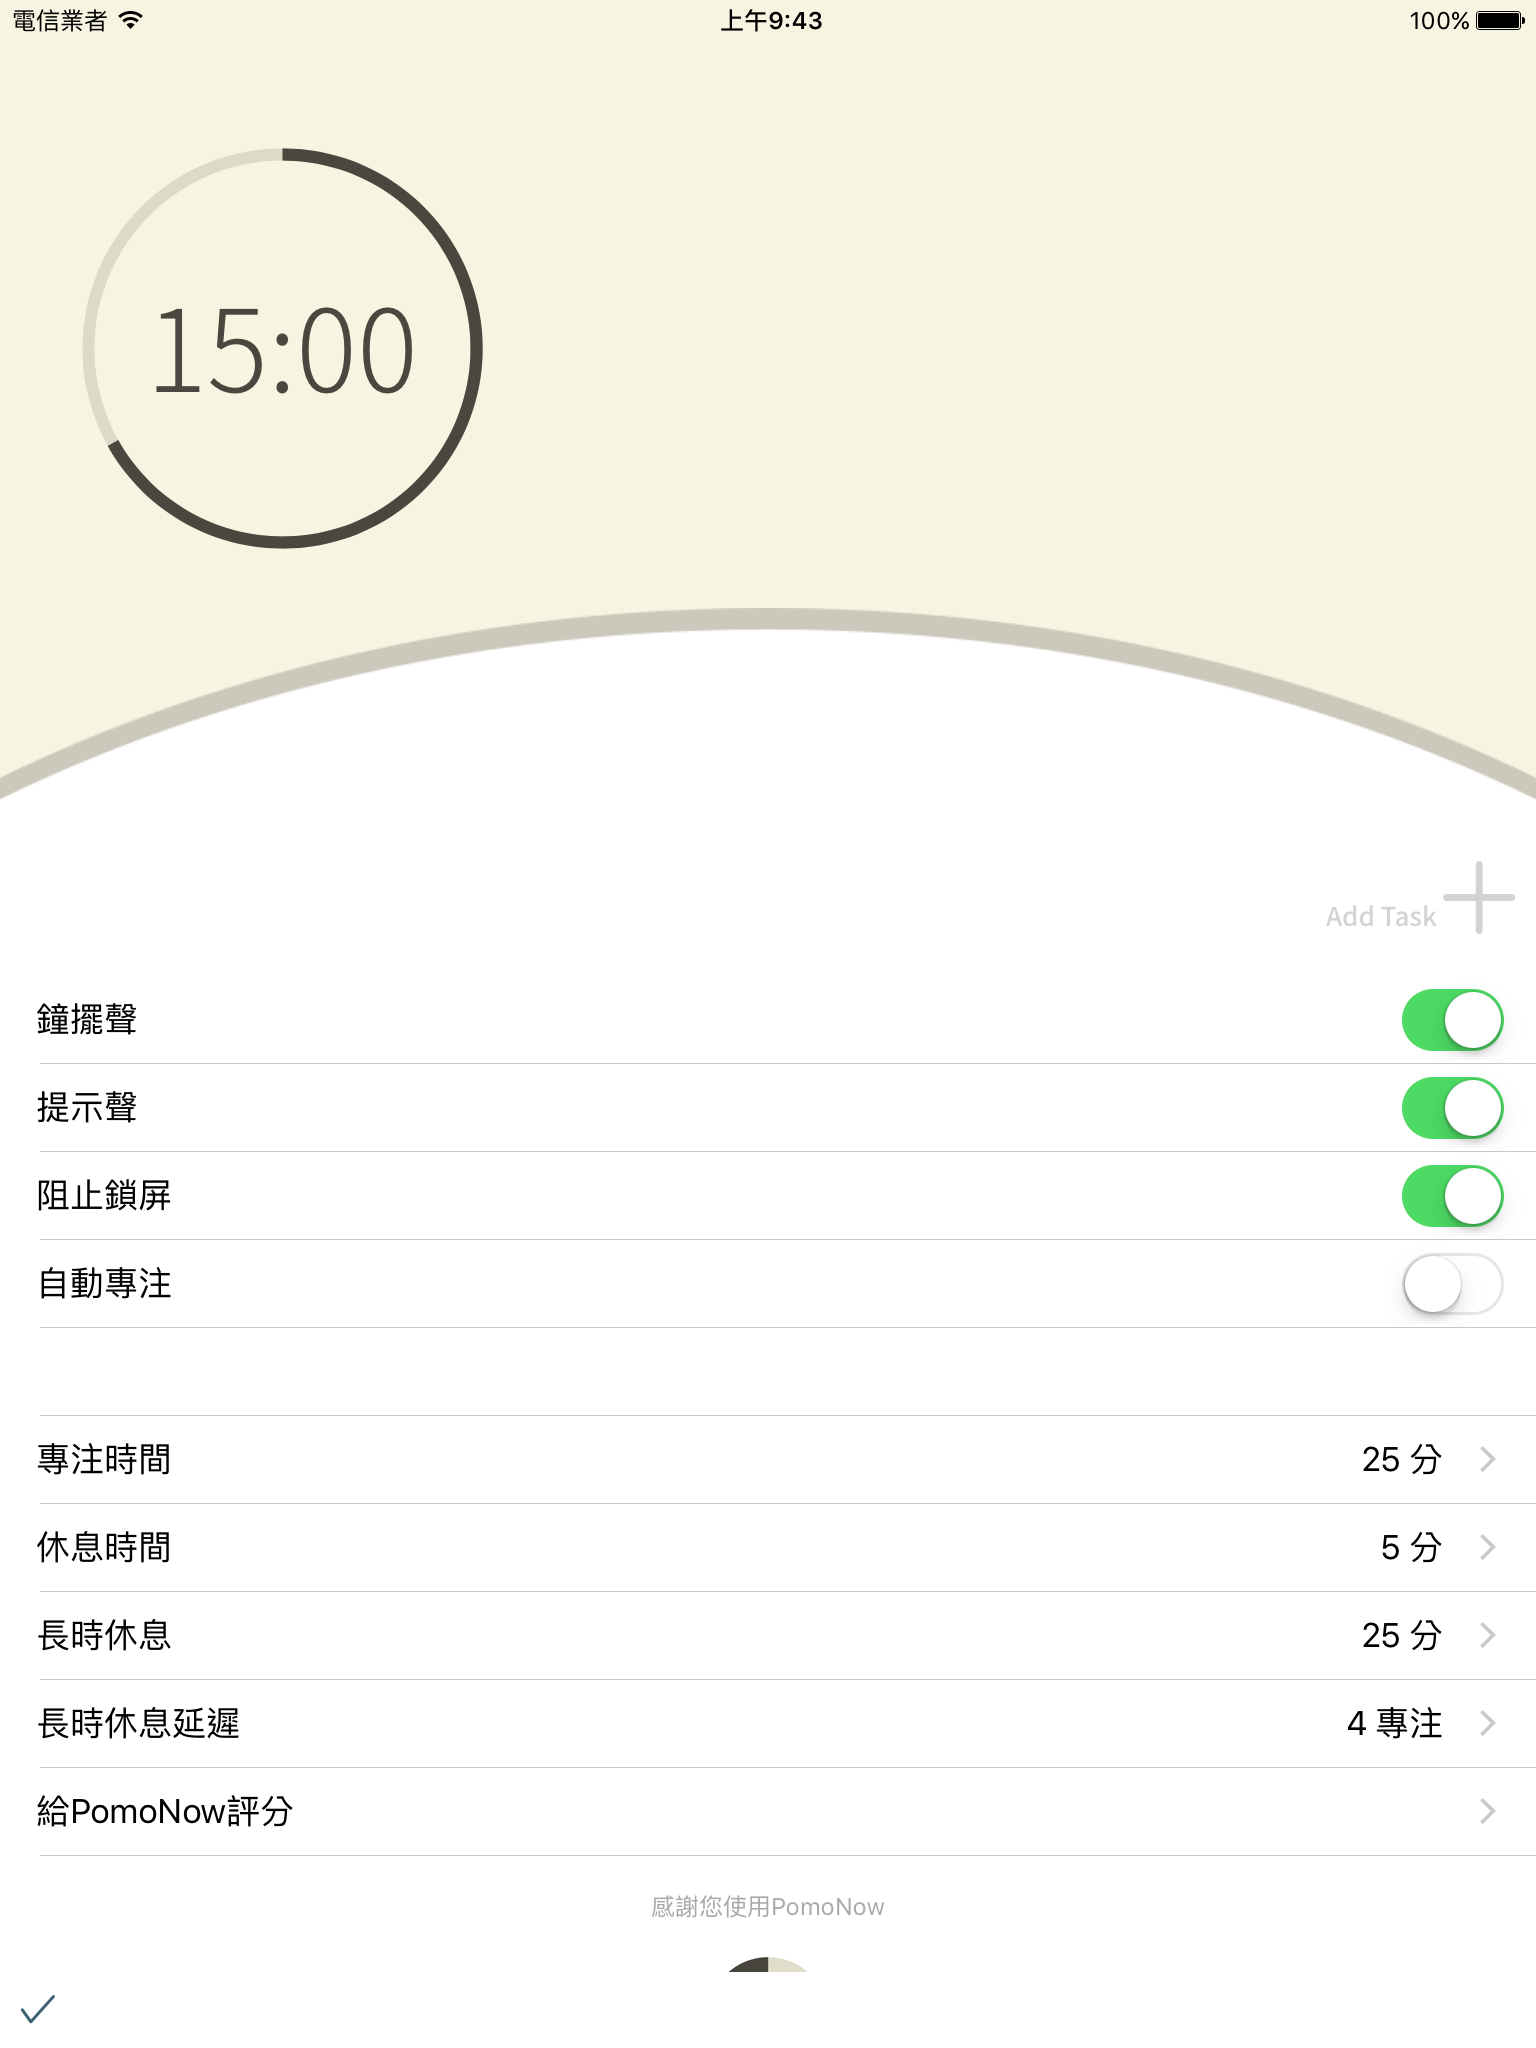 電信業者 上午9:43 100%
15:00
Add Task
鐘擺聲
提示聲
阻止鎖屏
自動專注
專注時間 25 分
休息時間 5 分
長時休息 25 分
長時休息延遲 4 專注
給PomoNow評分
感謝您使用PomoNow